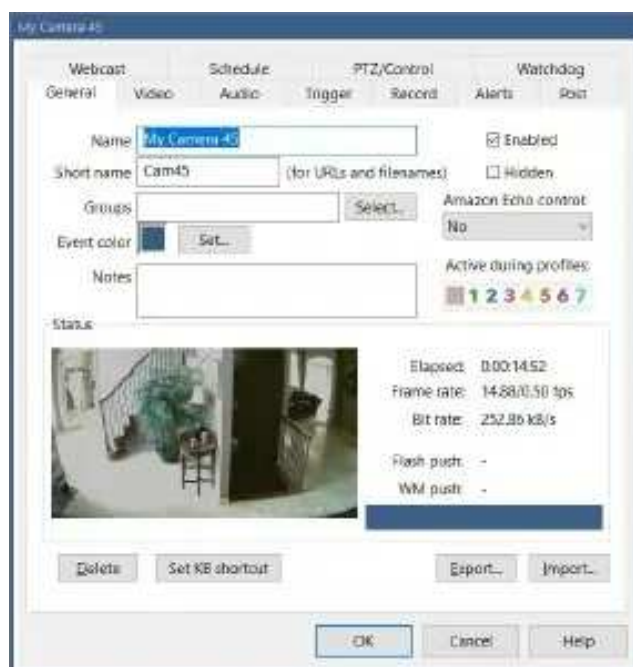 My Camera 45
Webcast Schedule PTZ/Control Watchdog
General Video Audio Trigger Record Alerts Post
Name My Camera 45 Enabled
Short name Cam45 (for URLs and filenames) Hidden
Groups Select... Amazon Echo control:
No
Event color Set...
Active during profiles:
Notes
1 2 3 4 5 6 7
Status
Elapsed: 0:00:14:52
Frame rate: 14.88/0.50 fps
Bit rate: 252.86 kB/s
Flash push: -
WM push: -
Delete Set KB shortcut Export... Import...
OK Cancel Help